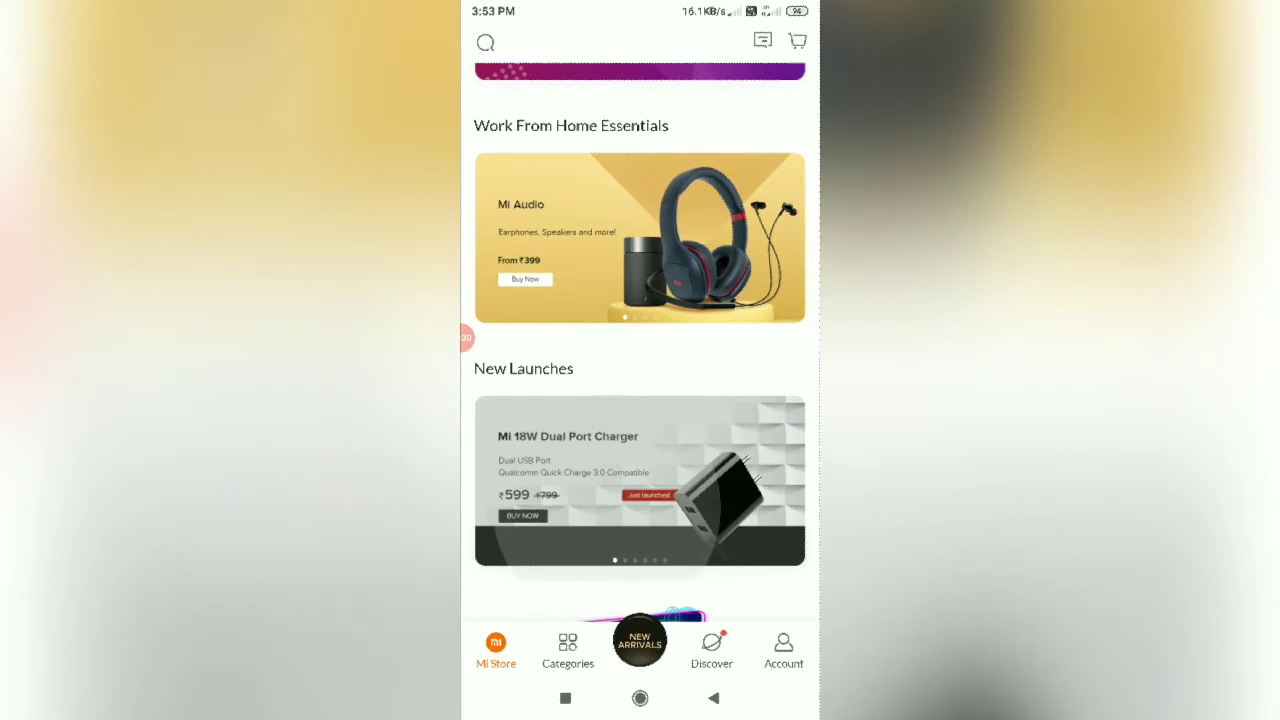 3:53 PM 16.1KB/s 94
Work From Home Essentials
Mi Audio
Earphones, Speakers and more!
From ₹399
Buy Now
30
New Launches
Mi 18W Dual Port Charger
Dual USB Port
Qualcomm Quick Charge 3.0 Compatible
₹599 ₹799
Just launched
BUY NOW
NEW
ARRIVALS
mi
Mi Store Categories Discover Account